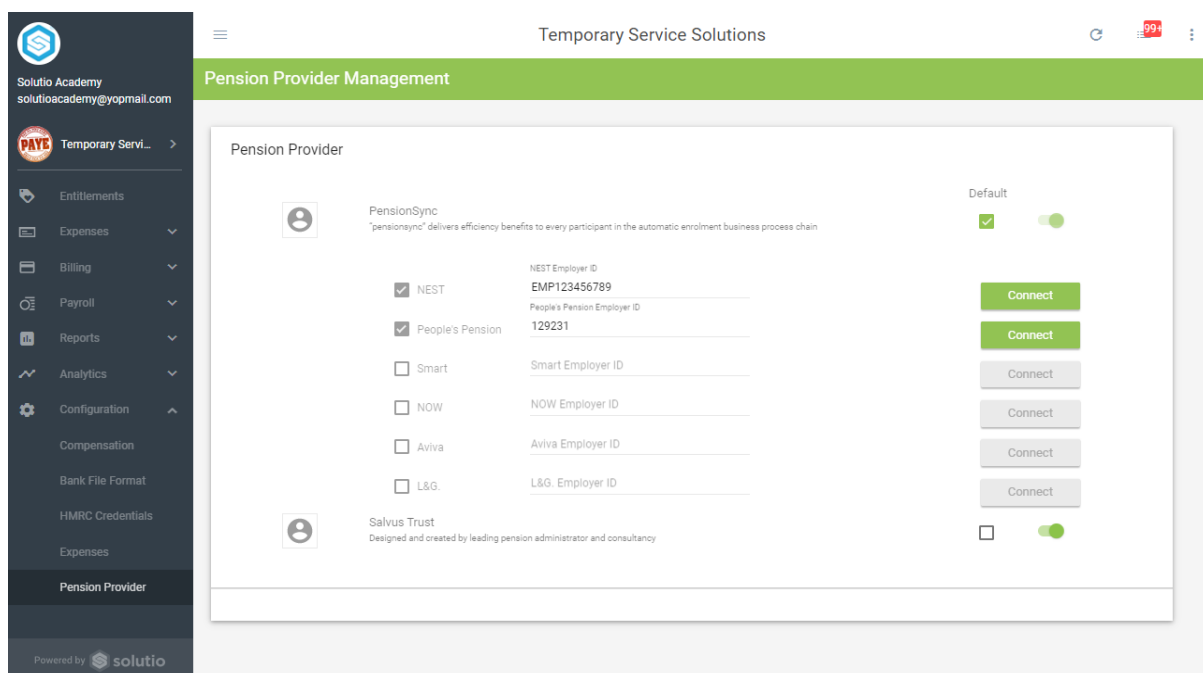 Temporary Service Solutions
99+
Solutio Academy
solutioacademy@yopmail.com
PAYE
Temporary Servi...
Entitlements
Expenses
Billing
Payroll
Reports
Analytics
Configuration
Compensation
Bank File Format
HMRC Credentials
Expenses
Pension Provider
Powered by solutio
Pension Provider Management
Pension Provider
Default
PensionSync
"pensionsync" delivers efficiency benefits to every participant in the automatic enrolment business process chain
NEST Employer ID
NEST EMP123456789 Connect
People's Pension Employer ID
People's Pension 129231 Connect
Smart Smart Employer ID Connect
NOW NOW Employer ID Connect
Aviva Aviva Employer ID Connect
L&G. L&G. Employer ID Connect
Salvus Trust
Designed and created by leading pension administrator and consultancy